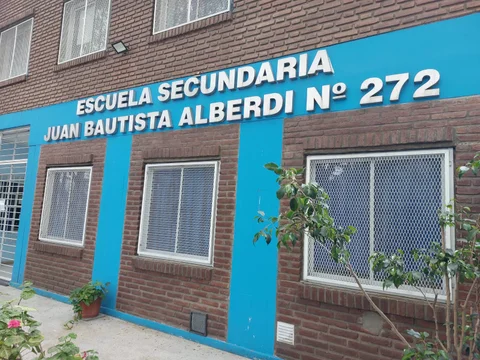 ESCUELA SECUNDARIA
JUAN BAUTISTA ALBERDI Nº 272